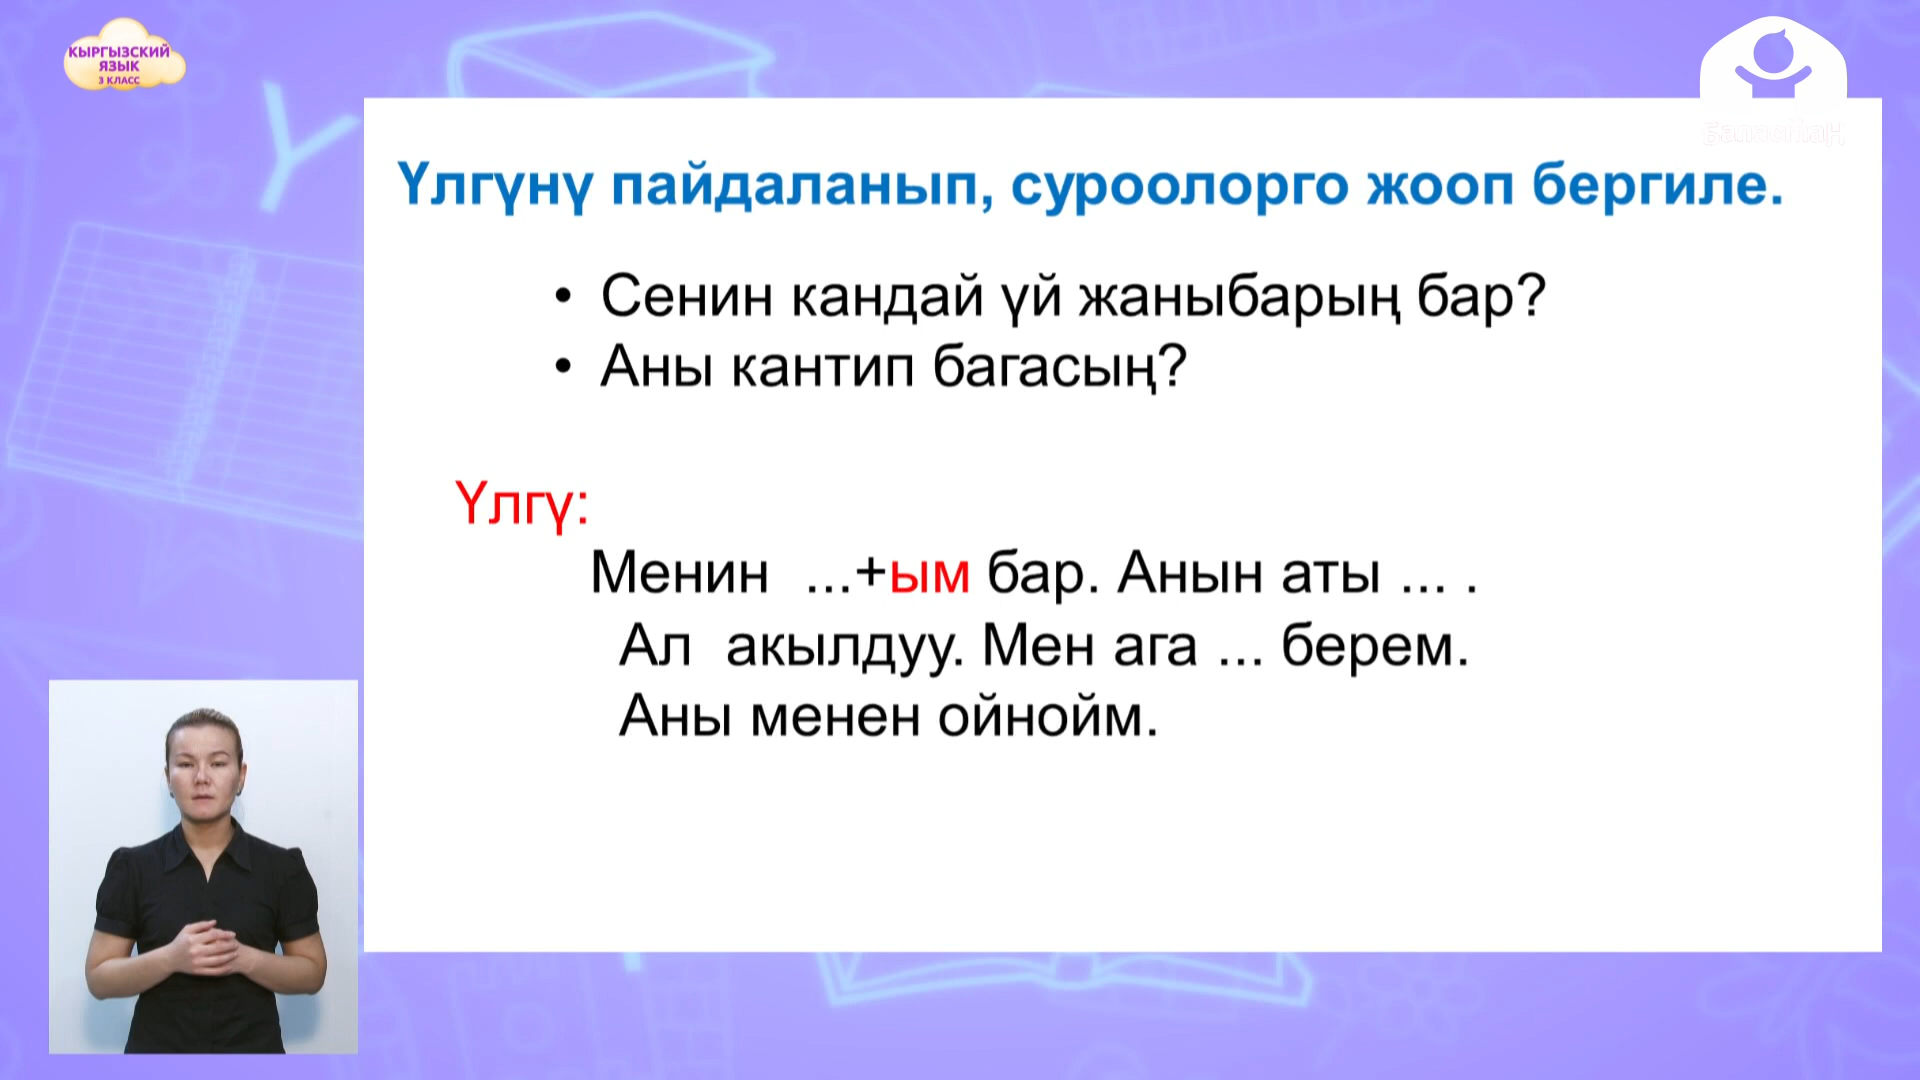 КЫРГЫЗСКИЙ
ЯЗЫК
3 КЛАСС
Үлгүнү пайдаланып, суроолорго жооп бергиле.
• Сенин кандай үй жаныбарың бар?
• Аны кантип багасың?
Үлгү:
Менин ...+ым бар. Анын аты ... .
Ал акылдуу. Мен ага ... берем.
Аны менен ойнойм.